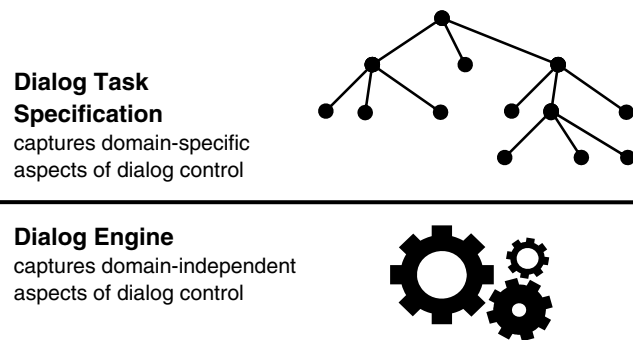 Dialog Task
Specification
captures domain-specific
aspects of dialog control
Dialog Engine
captures domain-independent
aspects of dialog control